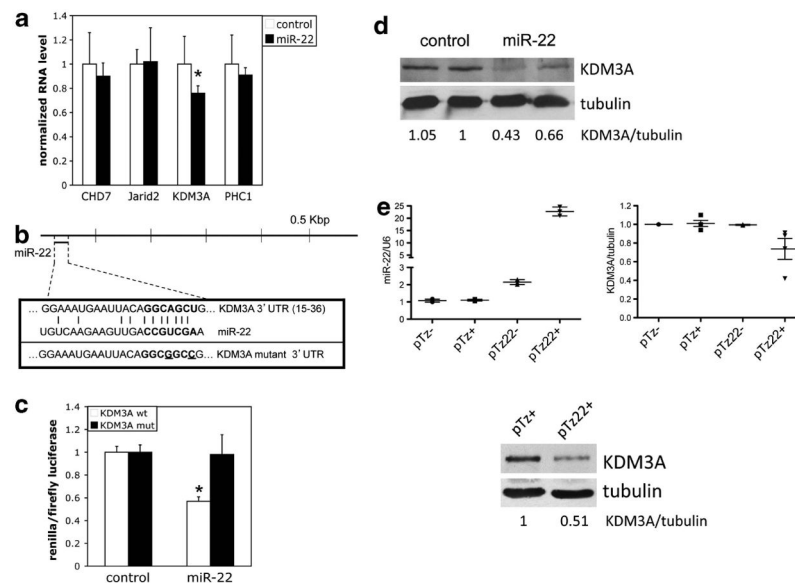 a
control
miR-22
normalized RNA level
1.4
1.2
1
0.8
0.6
0.4
0.2
0
*
CHD7 Jarid2 KDM3A PHC1
b
0.5 Kbp
miR-22
... GGAAAUGAAUUACAGGCAGCUG... KDM3A 3' UTR (15-36)
UGUCAAGAAGUUGACCGUCGAA miR-22
...GGAAAUGAAUUACAGGCGGCCG... KDM3A mutant 3' UTR
c
KDM3A wt
KDM3A mut
renilla/firefly luciferase
1.4
1.2
1
0.8
0.6
0.4
0.2
0
*
control miR-22
d
control miR-22
KDM3A
tubulin
1.05 1 0.43 0.66 KDM3A/tubulin
e
miR-22/U6
25
20
15
10
5
2
1
0
pTz- pTz+ pTz22- pTz22+
KDM3A/tubulin
1.2
1.0
0.8
0.6
0.4
0.2
0.0
pTz- pTz+ pTz22- pTz22+
pTz+ pTz22+
KDM3A
tubulin
1 0.51 KDM3A/tubulin